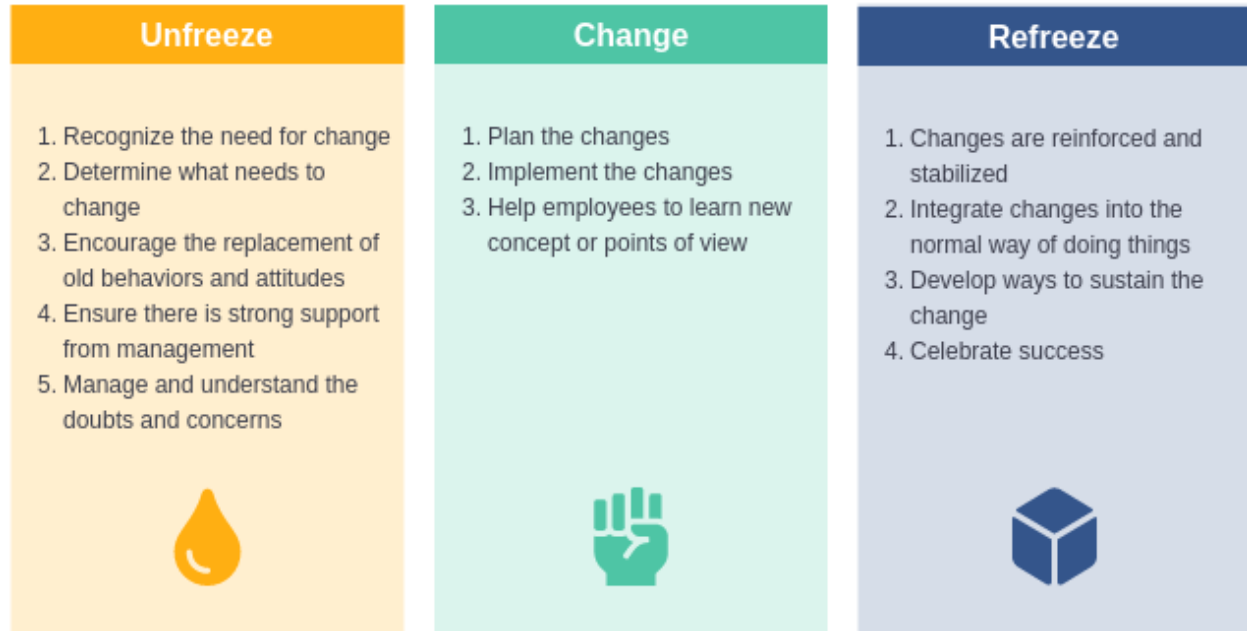 Unfreeze
1. Recognize the need for change
2. Determine what needs to
change
3. Encourage the replacement of
old behaviors and attitudes
4. Ensure there is strong support
from management
5. Manage and understand the
doubts and concerns
Change
1. Plan the changes
2. Implement the changes
3. Help employees to learn new
concept or points of view
Refreeze
1. Changes are reinforced and
stabilized
2. Integrate changes into the
normal way of doing things
3. Develop ways to sustain the
change
4. Celebrate success